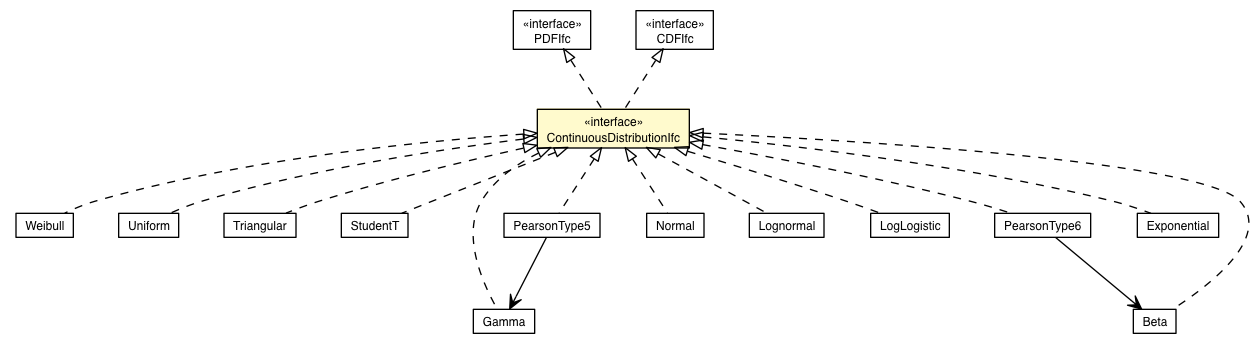 «interface»
PDFIfc
«interface»
CDFIfc
«interface»
ContinuousDistributionIfc
Weibull
Uniform
Triangular
StudentT
PearsonType5
Normal
Lognormal
LogLogistic
PearsonType6
Exponential
Gamma
Beta